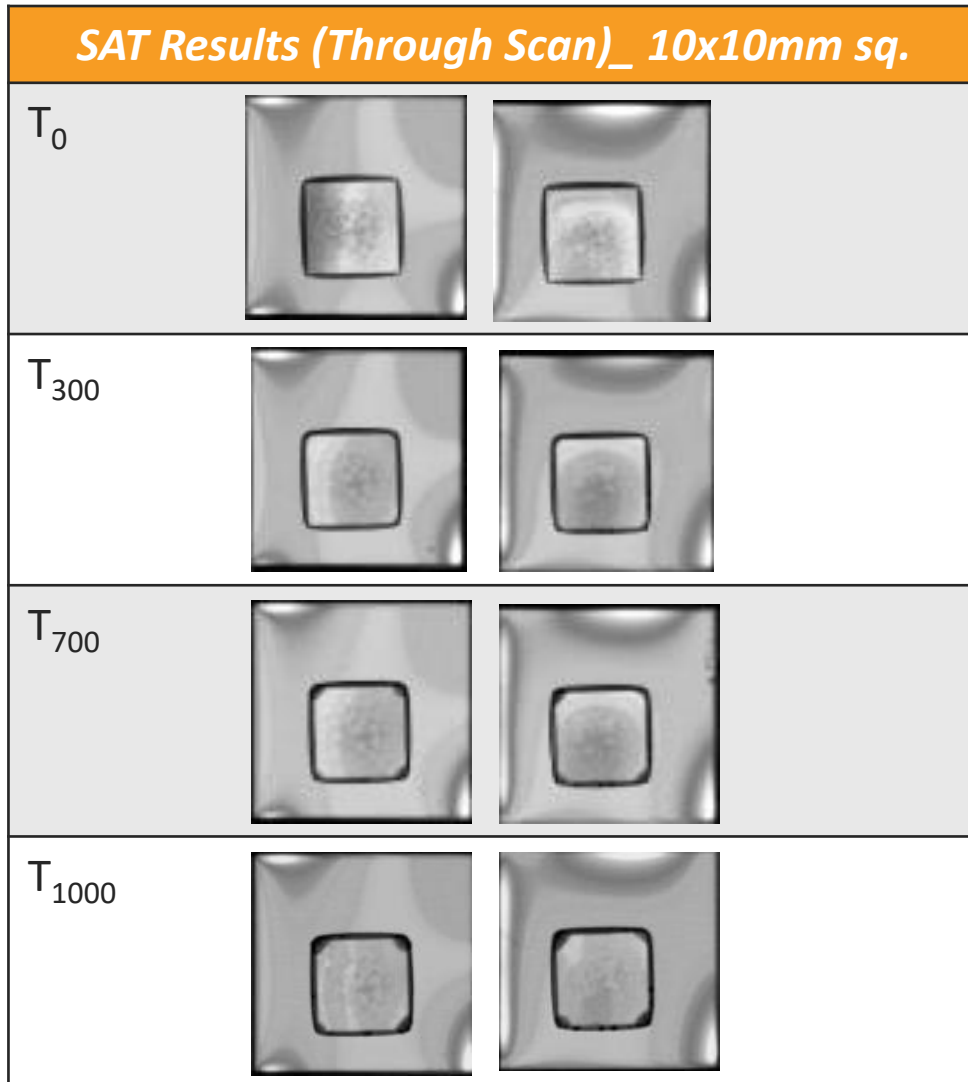 SAT Results (Through Scan)_ 10x10mm sq.
T₀
T₃₀₀
T₇₀₀
T₁₀₀₀